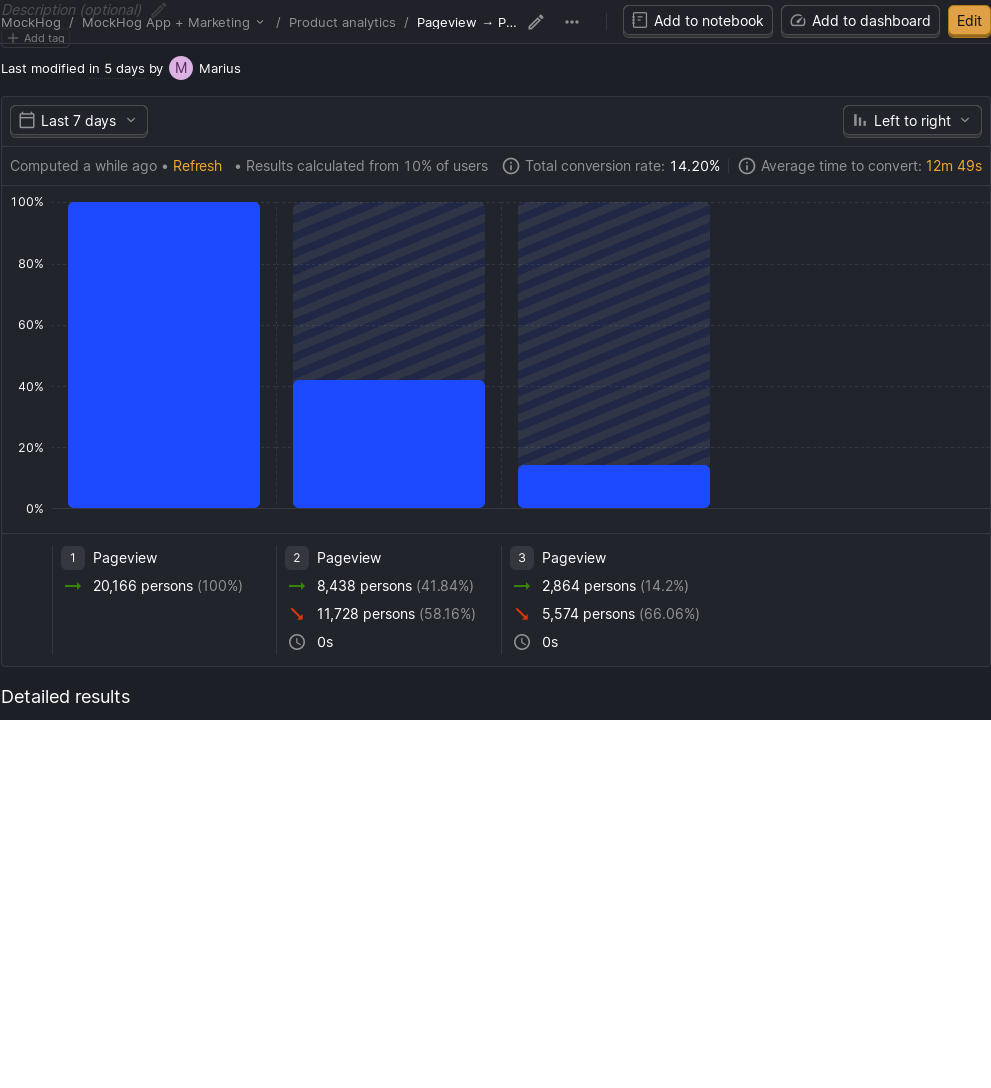 Description (optional)
MockHog / MockHog App + Marketing / Product analytics / Pageview → P...
Add to notebook
Add to dashboard
Edit
Add tag
Last modified in 5 days by M Marius
Last 7 days
Left to right
Computed a while ago • Refresh • Results calculated from 10% of users
Total conversion rate: 14.20%
Average time to convert: 12m 49s
100%
80%
60%
40%
20%
0%
1 Pageview
20,166 persons (100%)
2 Pageview
8,438 persons (41.84%)
11,728 persons (58.16%)
0s
3 Pageview
2,864 persons (14.2%)
5,574 persons (66.06%)
0s
Detailed results